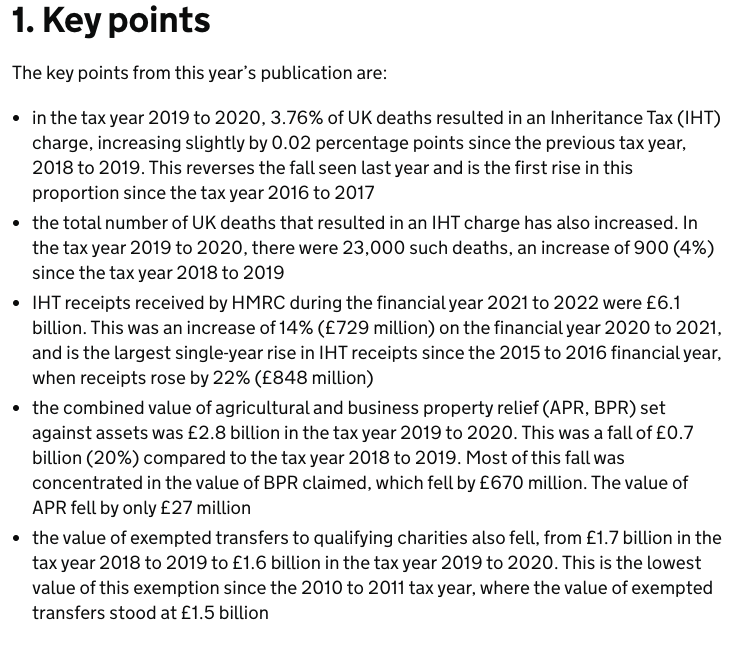 1. Key points
The key points from this year's publication are:
• in the tax year 2019 to 2020, 3.76% of UK deaths resulted in an Inheritance Tax (IHT)
charge, increasing slightly by 0.02 percentage points since the previous tax year,
2018 to 2019. This reverses the fall seen last year and is the first rise in this
proportion since the tax year 2016 to 2017
• the total number of UK deaths that resulted in an IHT charge has also increased. In
the tax year 2019 to 2020, there were 23,000 such deaths, an increase of 900 (4%)
since the tax year 2018 to 2019
• IHT receipts received by HMRC during the financial year 2021 to 2022 were £6.1
billion. This was an increase of 14% (£729 million) on the financial year 2020 to 2021,
and is the largest single-year rise in IHT receipts since the 2015 to 2016 financial year,
when receipts rose by 22% (£848 million)
• the combined value of agricultural and business property relief (APR, BPR) set
against assets was £2.8 billion in the tax year 2019 to 2020. This was a fall of £0.7
billion (20%) compared to the tax year 2018 to 2019. Most of this fall was
concentrated in the value of BPR claimed, which fell by £670 million. The value of
APR fell by only £27 million
• the value of exempted transfers to qualifying charities also fell, from £1.7 billion in the
tax year 2018 to 2019 to £1.6 billion in the tax year 2019 to 2020. This is the lowest
value of this exemption since the 2010 to 2011 tax year, where the value of exempted
transfers stood at £1.5 billion